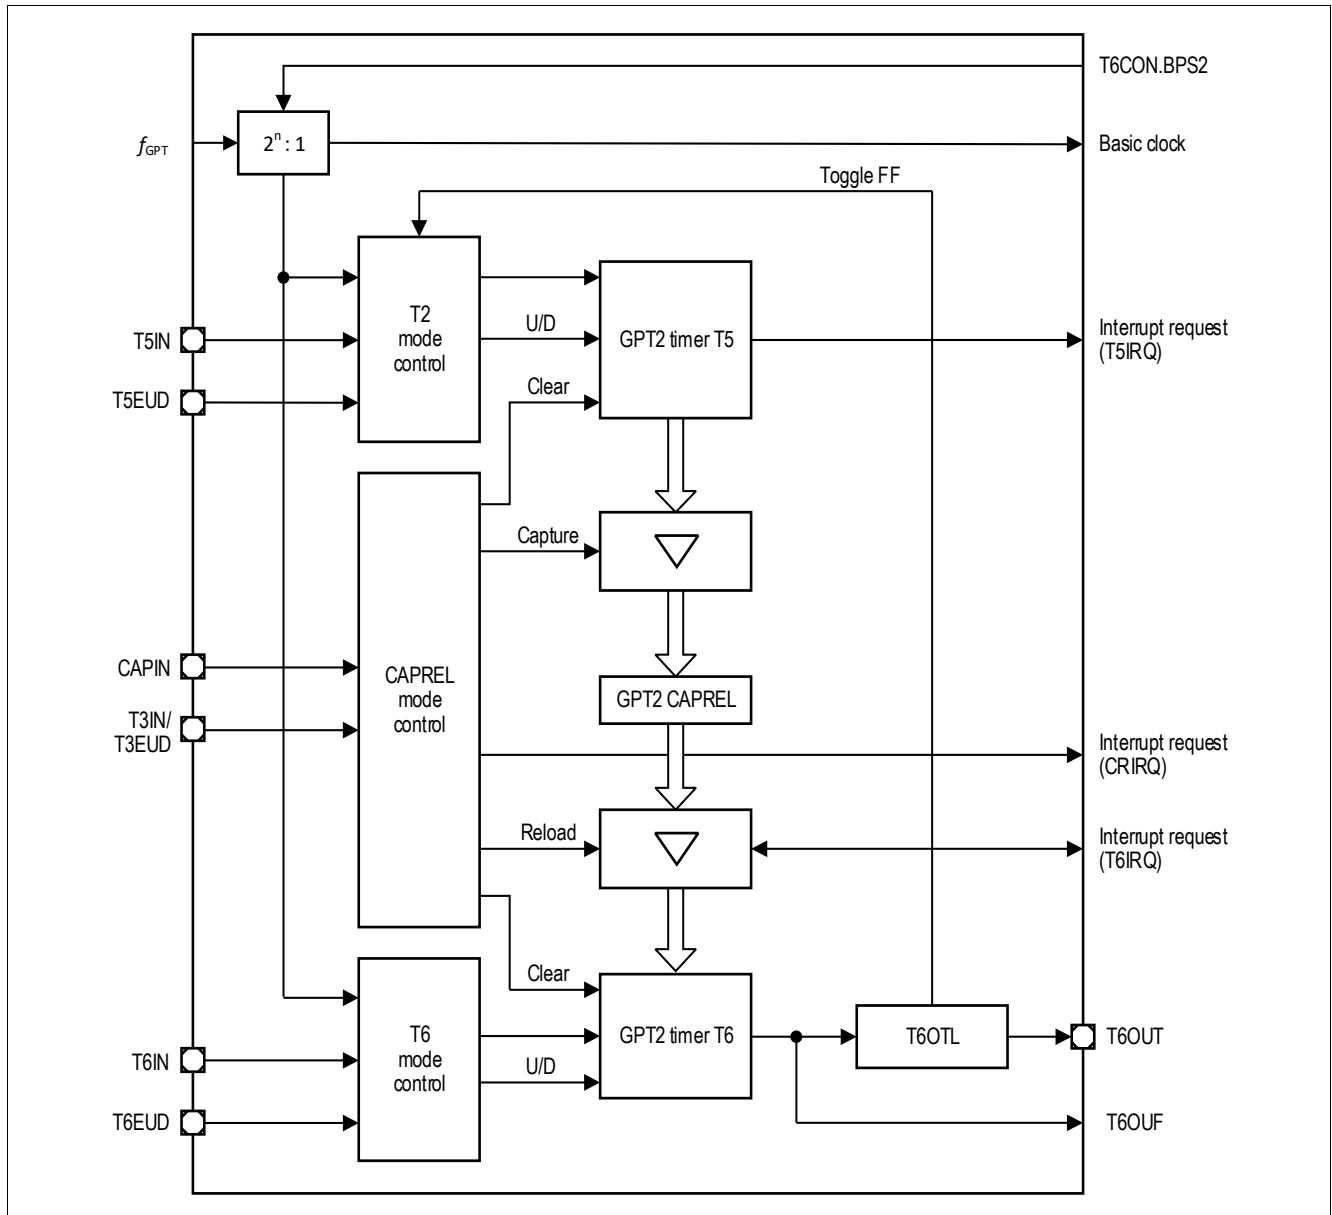 T6CON.BPS2
fGPT
2n : 1
Basic clock
Toggle FF
T2
mode
control
T5IN
T5EUD
U/D
Clear
GPT2 timer T5
Interrupt request
(T5IRQ)
Capture
CAPIN
T3IN/
T3EUD
CAPREL
mode
control
GPT2 CAPREL
Interrupt request
(CRIRQ)
Reload
Interrupt request
(T6IRQ)
Clear
T6
mode
control
T6IN
T6EUD
U/D
GPT2 timer T6
T6OTL
T6OUT
T6OUF